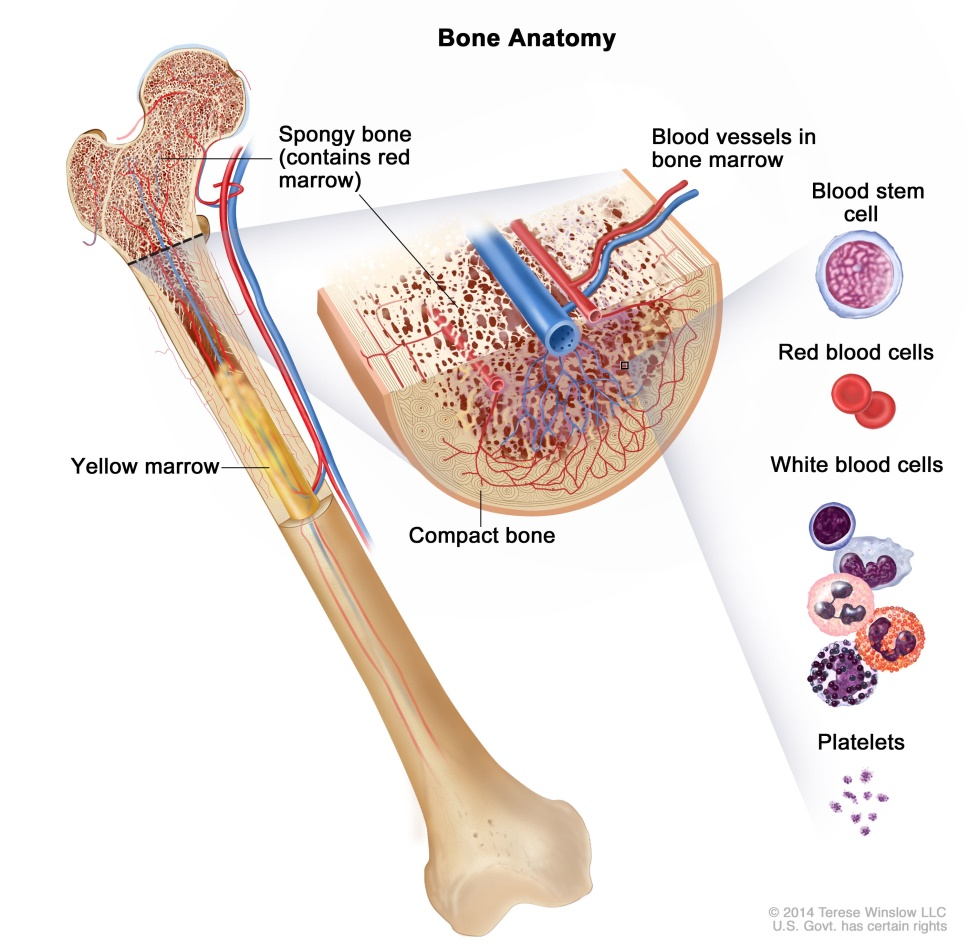 Bone Anatomy
Spongy bone
(contains red
marrow)
Blood vessels in
bone marrow
Blood stem
cell
Red blood cells
Yellow marrow
White blood cells
Compact bone
Platelets
© 2014 Terese Winslow LLC
U.S. Govt. has certain rights